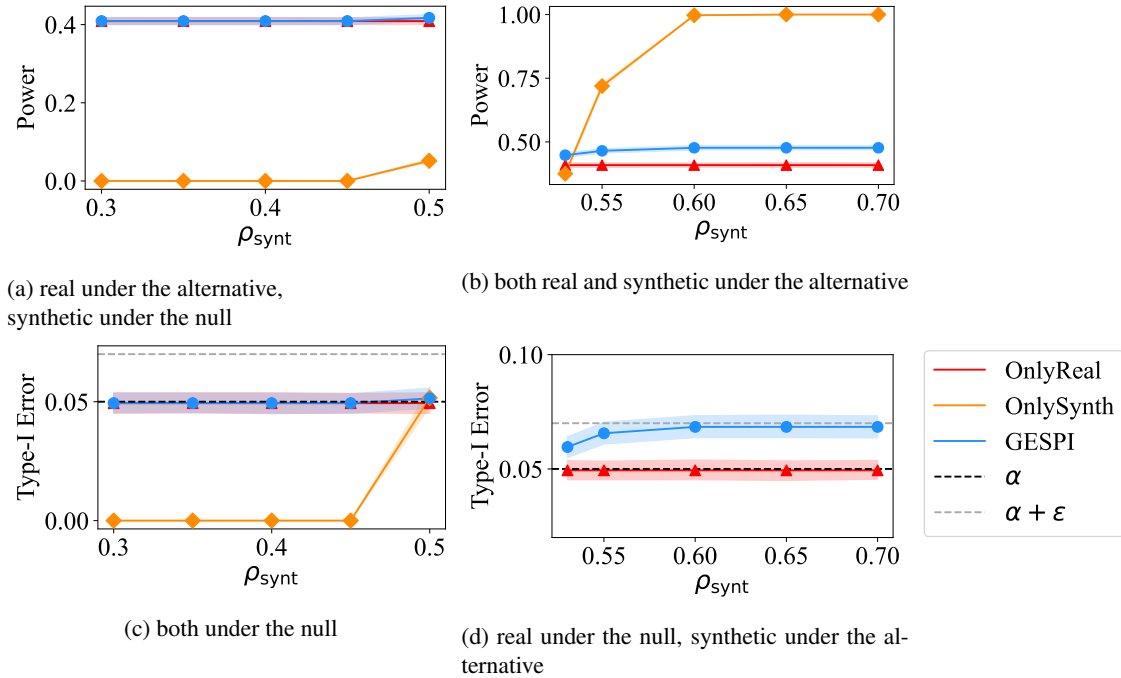 Power
0.4
0.2
0.0
0.3
0.4
0.5
ρsynt
(a) real under the alternative,
synthetic under the null
Power
1.00
0.75
0.50
0.55
0.60
0.65
0.70
ρsynt
(b) both real and synthetic under the alternative
Type-I Error
0.05
0.00
0.3
0.4
0.5
ρsynt
(c) both under the null
Type-I Error
0.10
0.05
0.55
0.60
0.65
0.70
ρsynt
(d) real under the null, synthetic under the al-
ternative
OnlyReal
OnlySynth
GESPI
α
α + ε